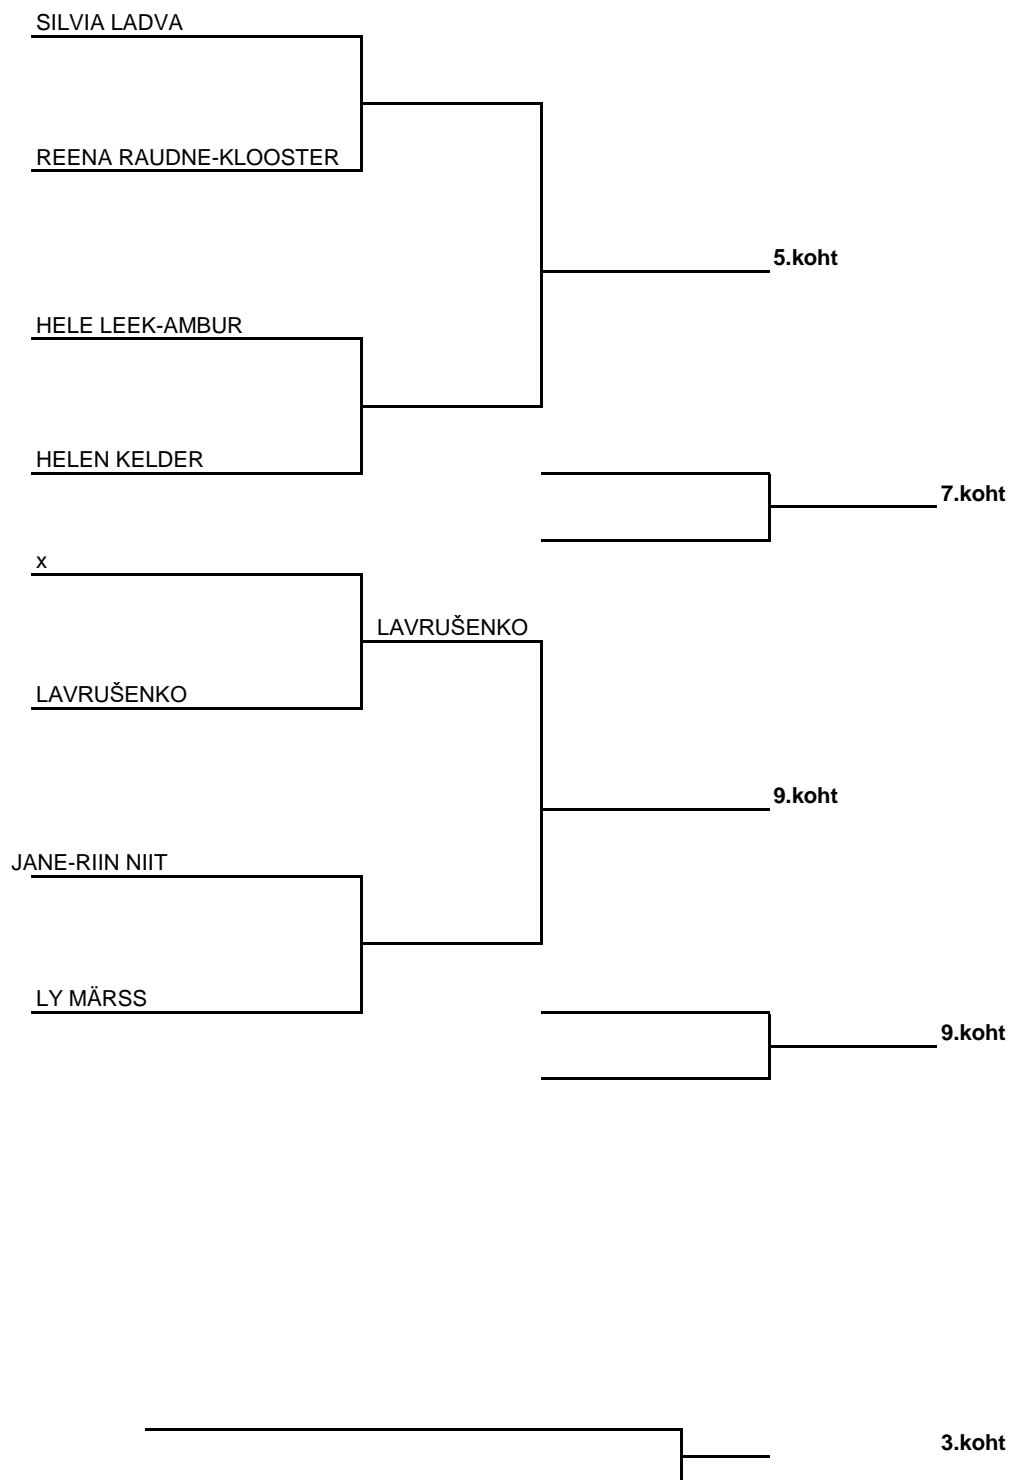 SILVIA LADVA
REENA RAUDNE-KLOOSTER
5.koht
HELE LEEK-AMBUR
HELEN KELDER
7.koht
x
LAVRUŠENKO
LAVRUŠENKO
9.koht
JANE-RIIN NIIT
LY MÄRSS
9.koht
3.koht